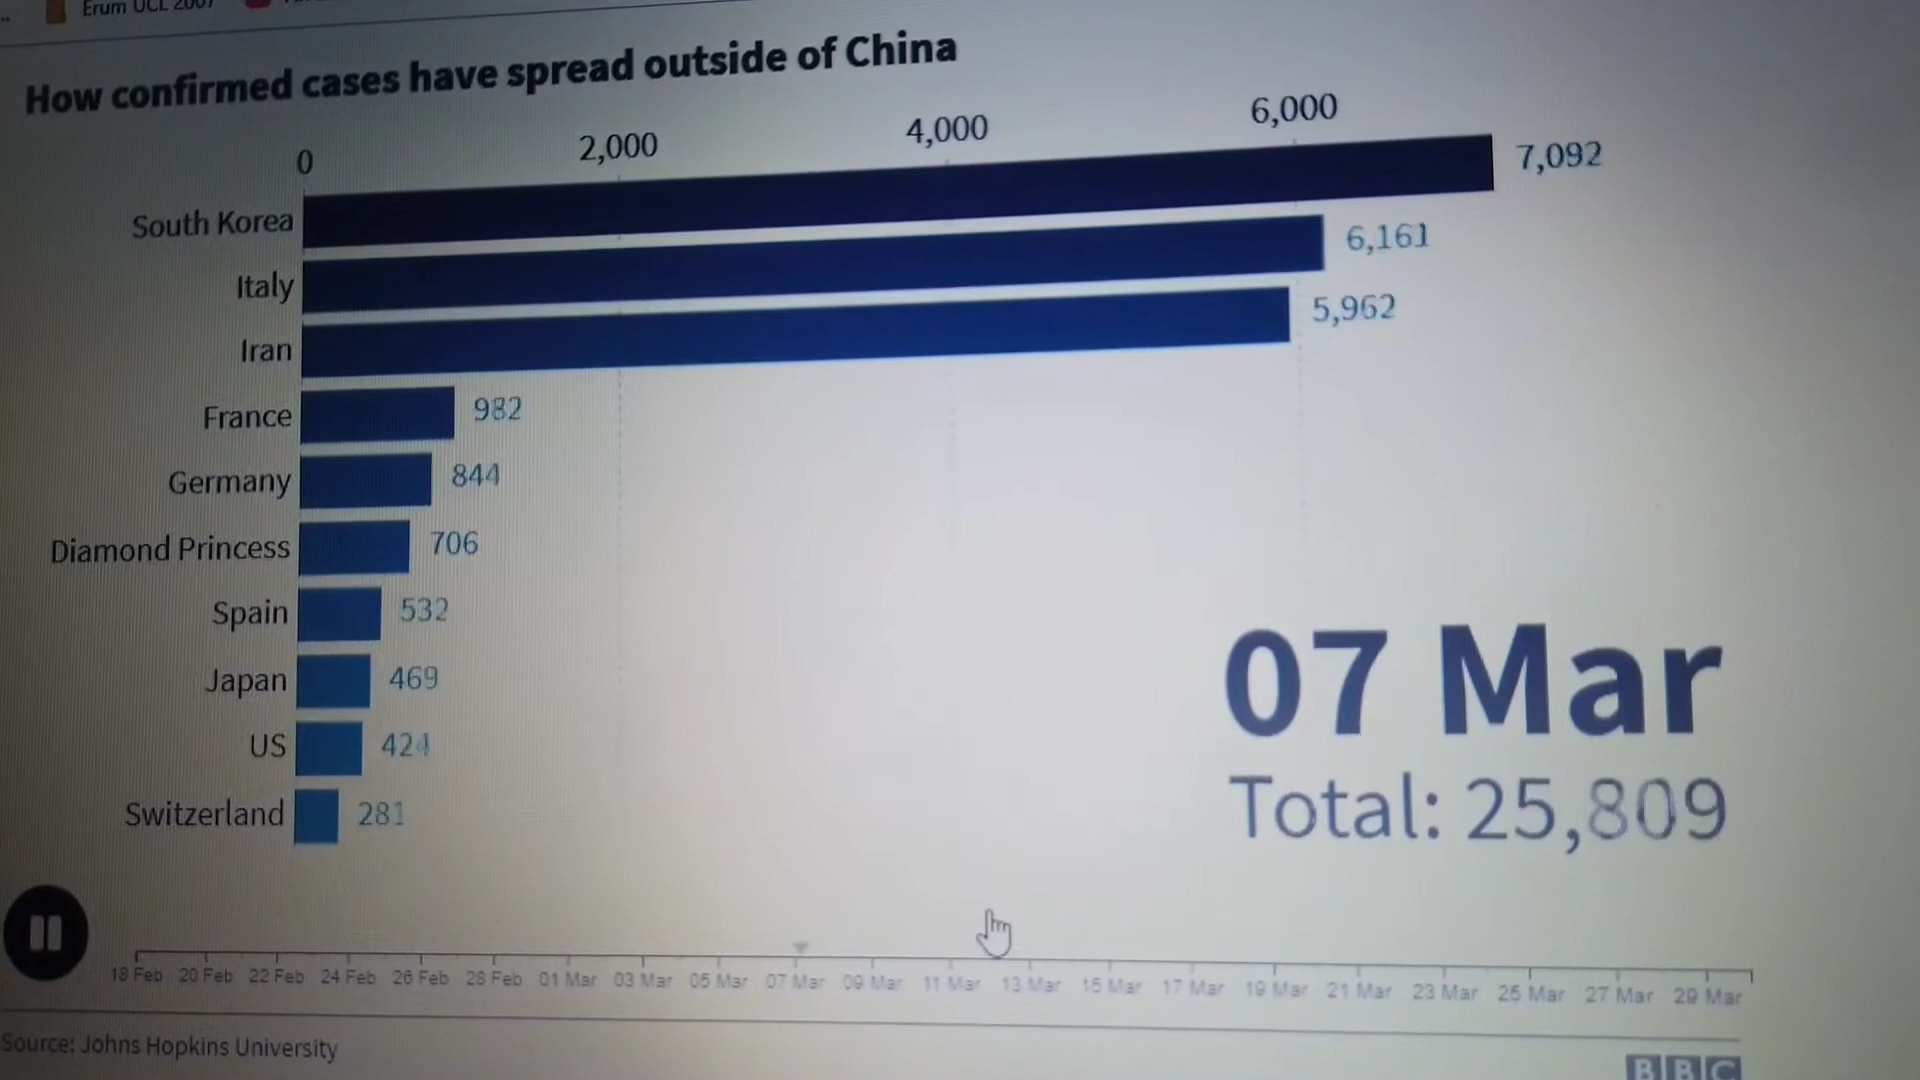 Erum UCL 2007
How confirmed cases have spread outside of China
0 2,000 4,000 6,000
South Korea 7,092
Italy 6,161
Iran 5,962
France 982
Germany 844
Diamond Princess 706
Spain 532
Japan 469
US 424
Switzerland 281
07 Mar
Total: 25,809
18 Feb 20 Feb 22 Feb 24 Feb 26 Feb 28 Feb 01 Mar 03 Mar 05 Mar 07 Mar 09 Mar 11 Mar 13 Mar 15 Mar 17 Mar 19 Mar 21 Mar 23 Mar 25 Mar 27 Mar 29 Mar
Source: Johns Hopkins University
BBC